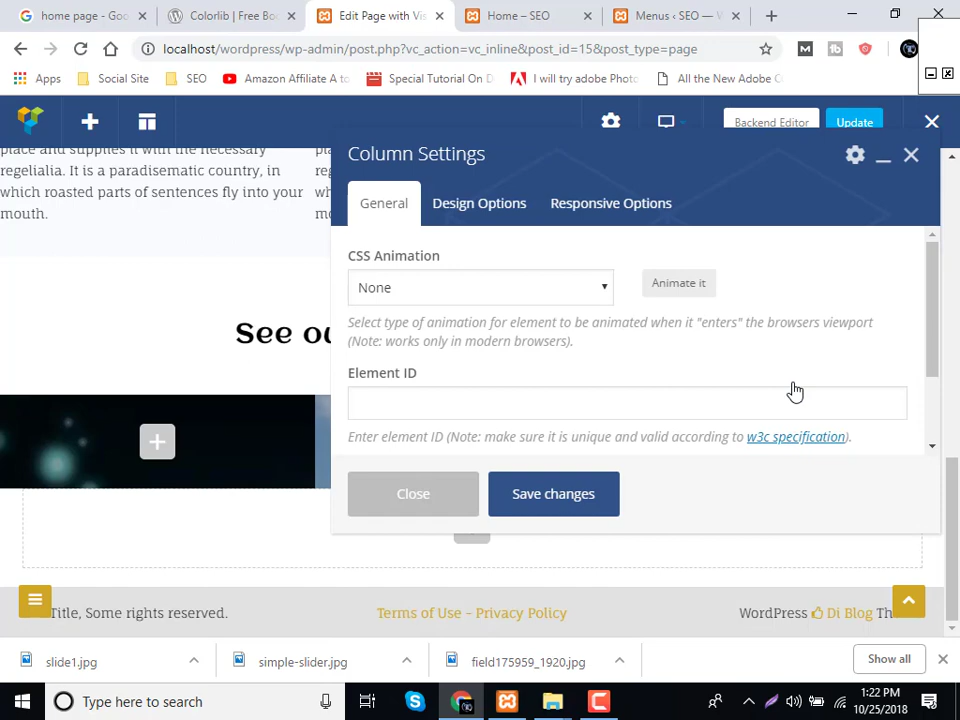 home page - Goo
Colorlib | Free Bo
Edit Page with Vis
Home – SEO
Menus ‹ SEO — W
localhost/wordpress/wp-admin/post.php?vc_action=vc_inline&post_id=15&post_type=page
Apps
Social Site
SEO
Amazon Affiliate A to
Special Tutorial On D
I will try adobe Photo
All the New Adobe C
Backend Editor
Update
place and supplies it with the necessary
regelialia. It is a paradisematic country, in
which roasted parts of sentences fly into your
mouth.
pla
reg
wh
mo
Column Settings
General
Design Options
Responsive Options
CSS Animation
None
Animate it
Select type of animation for element to be animated when it "enters" the browsers viewport
(Note: works only in modern browsers).
Element ID
Enter element ID (Note: make sure it is unique and valid according to w3c specification).
See ou
Close
Save changes
Title, Some rights reserved.
Terms of Use - Privacy Policy
WordPress Di Blog Th
slide1.jpg
simple-slider.jpg
field175959_1920.jpg
Show all
Type here to search
1:22 PM
10/25/2018